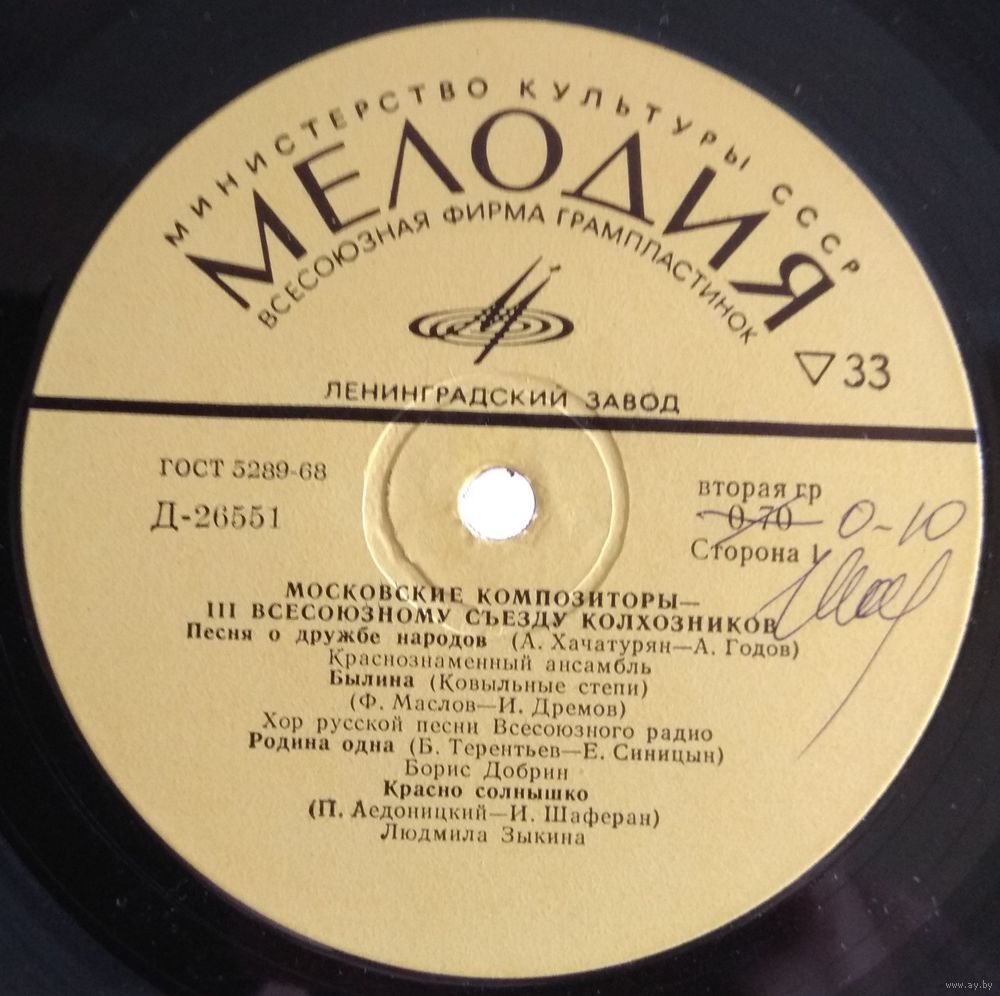 МИНИСТЕРСТВО КУЛЬТУРЫ СССР
МЕЛОДИЯ
ВСЕСОЮЗНАЯ ФИРМА ГРАМПЛАСТИНОК
33
ЛЕНИНГРАДСКИЙ ЗАВОД
ГОСТ 5289-68
Д-26551
вторая гр
0-70 0-10
Сторона 1
МОСКОВСКИЕ КОМПОЗИТОРЫ—
III ВСЕСОЮЗНОМУ СЪЕЗДУ КОЛХОЗНИКОВ
Песня о дружбе народов (А. Хачатурян—А. Годов)
Краснознаменный ансамбль
Былина (Ковыльные степи)
(Ф. Маслов—И. Дремов)
Хор русской песни Всесоюзного радио
Родина одна (Б. Терентьев—Е. Синицын)
Борис Добрин
Красно солнышко
(П. Аедоницкий—И. Шаферан)
Людмила Зыкина
www.ay.by